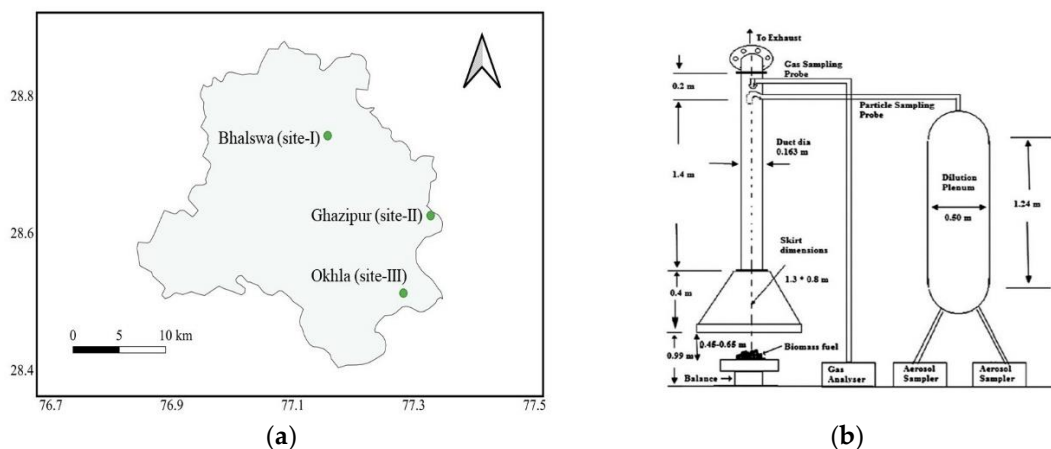 28.8
28.6
28.4
76.7
76.9
77.1
77.3
77.5
Bhalswa (site-I)
Ghazipur (site-II)
Okhla (site-III)
0
5
10 km
(a)
To Exhaust
Gas Sampling
Probe
0.2 m
Particle Sampling
Probe
Duct dia
0.163 m
1.4 m
Dilution
Plenum
0.50 m
1.24 m
Skirt
dimensions
1.3 * 0.8 m
0.4 m
0.45-0.65 m
0.99 m
Biomass fuel
Balance
Gas
Analyser
Aerosol
Sampler
Aerosol
Sampler
(b)